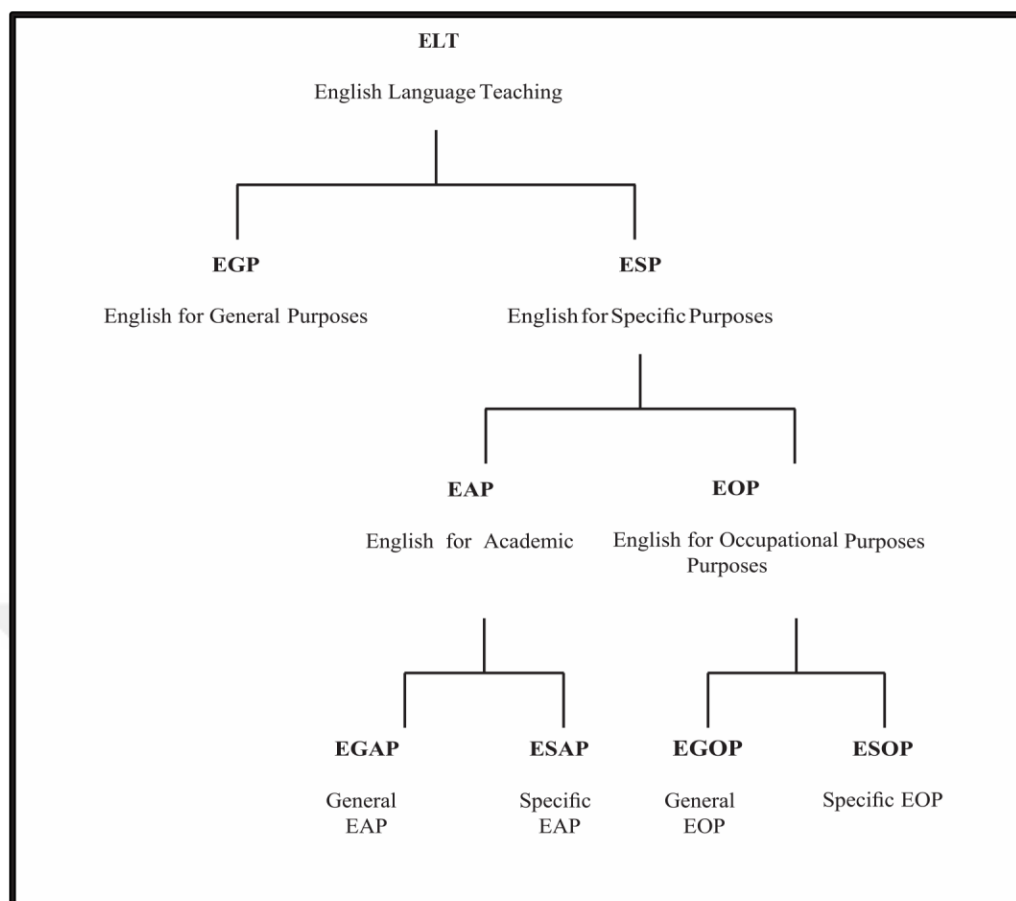 ELT
English Language Teaching
EGP
ESP
English for General Purposes
English for Specific Purposes
EAP
EOP
English for Academic
English for Occupational Purposes
Purposes
EGAP
ESAP
EGOP
ESOP
General
EAP
Specific
EAP
General
EOP
Specific EOP